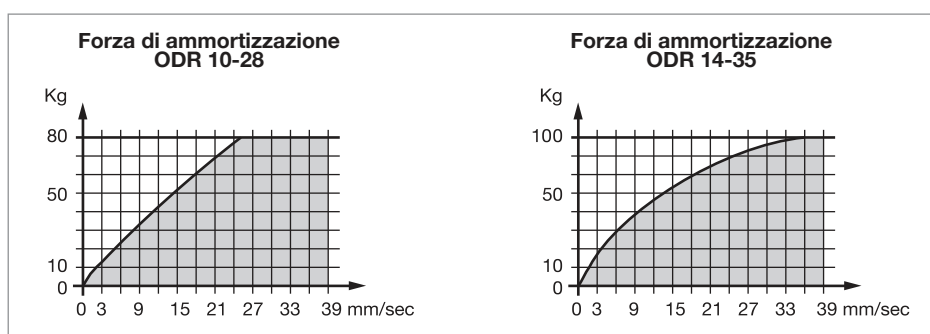 Forza di ammortizzazione
ODR 10-28
Kg
80
50
10
0
0 3 9 15 21 27 33 39 mm/sec
Forza di ammortizzazione
ODR 14-35
Kg
100
50
10
0
0 3 9 15 21 27 33 39 mm/sec